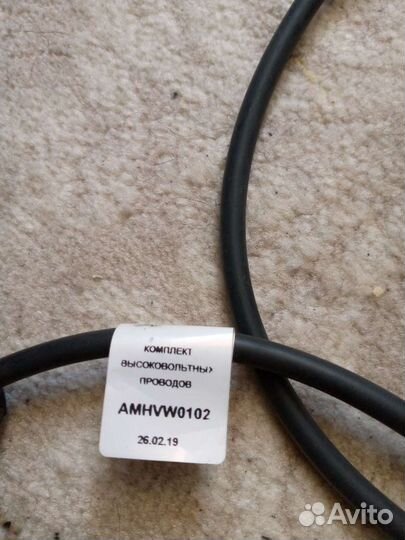 КОМПЛЕКТ
ВЫСОКОВОЛЬТНЫХ
ПРОВОДОВ
AMHVW0102
26.02.19
Avito